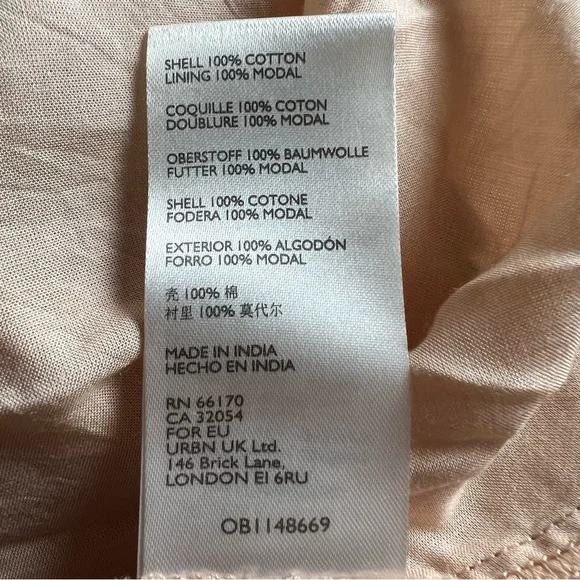 SHELL 100% COTTON
LINING 100% MODAL
COQUILLE 100% COTON
DOUBLURE 100% MODAL
OBERSTOFF 100% BAUMWOLLE
FUTTER 100% MODAL
SHELL 100% COTONE
FODERA 100% MODAL
EXTERIOR 100% ALGODÓN
FORRO 100% MODAL
壳 100% 棉
衬里 100% 莫代尔
MADE IN INDIA
HECHO EN INDIA
RN 66170
CA 32054
FOR EU
URBN UK Ltd.
146 Brick Lane,
LONDON E1 6RU
OB1148669